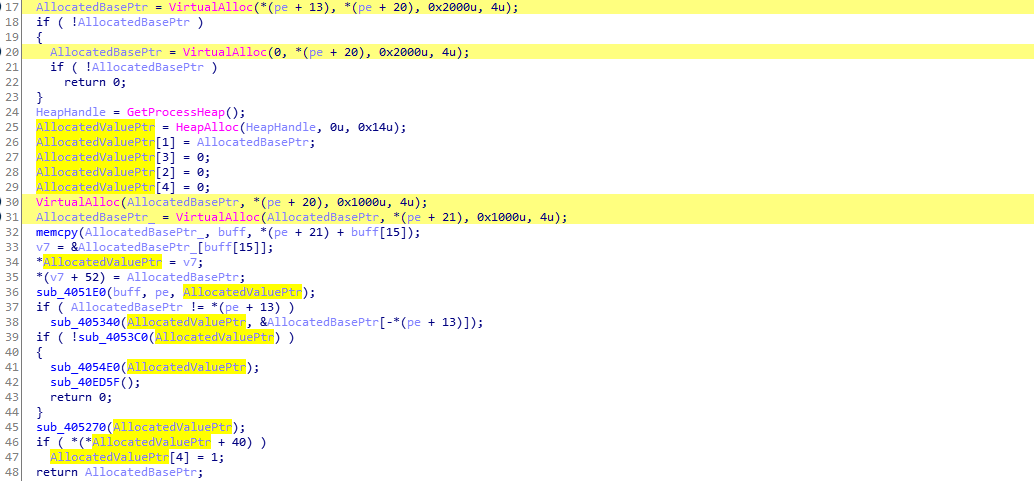 17 AllocatedBasePtr = VirtualAlloc(*(pe + 13), *(pe + 20), 0x2000u, 4u);
18 if ( !AllocatedBasePtr )
19 {
20 AllocatedBasePtr = VirtualAlloc(0, *(pe + 20), 0x2000u, 4u);
21 if ( !AllocatedBasePtr )
22 return 0;
23 }
24 HeapHandle = GetProcessHeap();
25 AllocatedValuePtr = HeapAlloc(HeapHandle, 0u, 0x14u);
26 AllocatedValuePtr[1] = AllocatedBasePtr;
27 AllocatedValuePtr[3] = 0;
28 AllocatedValuePtr[2] = 0;
29 AllocatedValuePtr[4] = 0;
30 VirtualAlloc(AllocatedBasePtr, *(pe + 20), 0x1000u, 4u);
31 AllocatedBasePtr_ = VirtualAlloc(AllocatedBasePtr, *(pe + 21), 0x1000u, 4u);
32 memcpy(AllocatedBasePtr_, buff, *(pe + 21) + buff[15]);
33 v7 = &AllocatedBasePtr_[buff[15]];
34 *AllocatedValuePtr = v7;
35 *(v7 + 52) = AllocatedBasePtr;
36 sub_4051E0(buff, pe, AllocatedValuePtr);
37 if ( AllocatedBasePtr != *(pe + 13) )
38 sub_405340(AllocatedValuePtr, &AllocatedBasePtr[-*(pe + 13)]);
39 if ( !sub_4053C0(AllocatedValuePtr) )
40 {
41 sub_4054E0(AllocatedValuePtr);
42 sub_40ED5F();
43 return 0;
44 }
45 sub_405270(AllocatedValuePtr);
46 if ( *(*AllocatedValuePtr + 40) )
47 AllocatedValuePtr[4] = 1;
48 return AllocatedBasePtr;